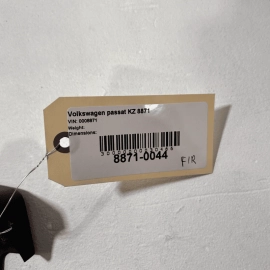 Volkswagen passat KZ 8871
VIN: 0008871
Weight:
Dimensions:
8871-0044
F/R